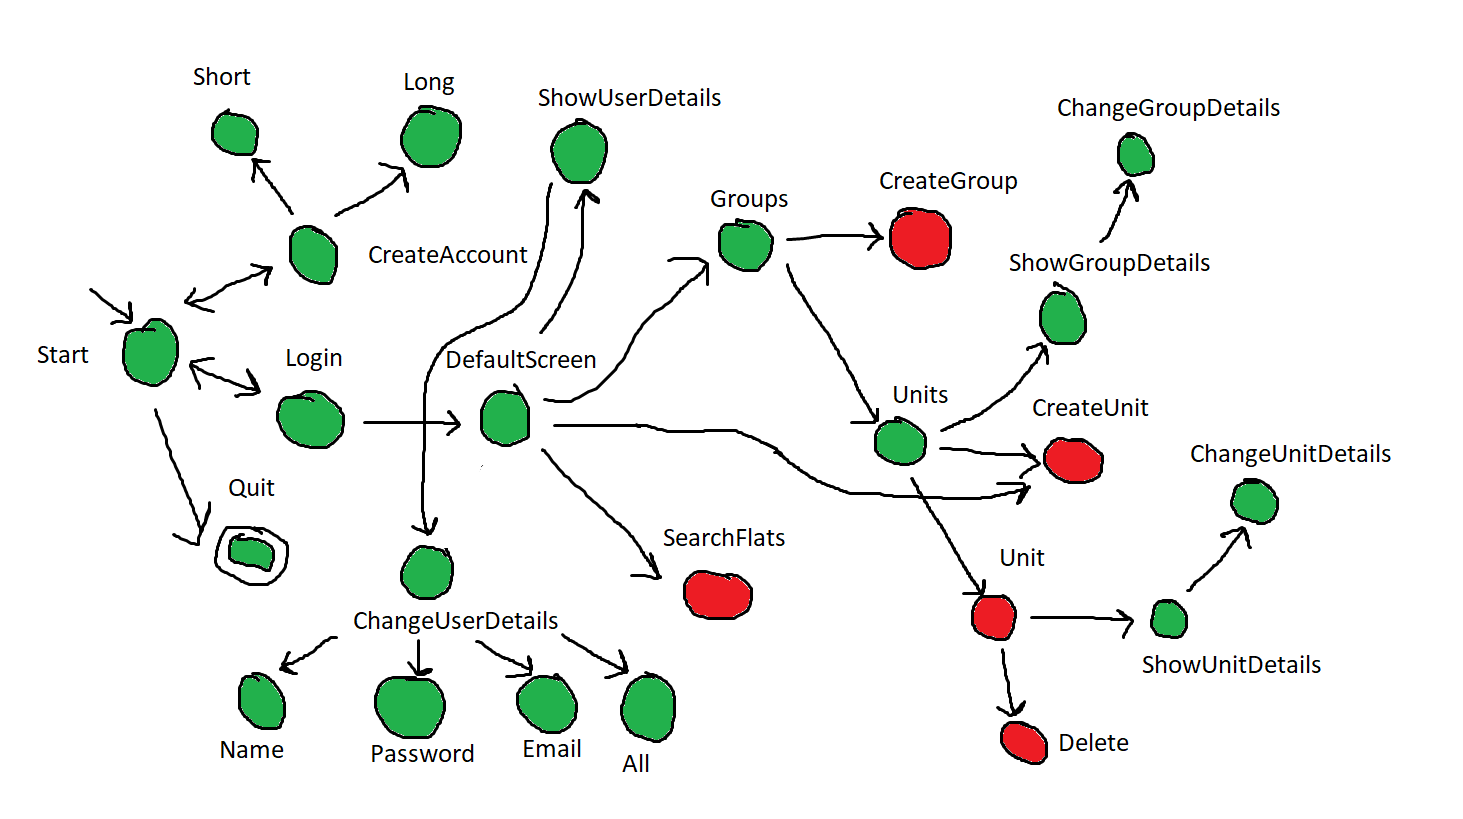 Short
Long
ShowUserDetails
ChangeGroupDetails
CreateGroup
Groups
CreateAccount
ShowGroupDetails
Start
Login
DefaultScreen
Units
CreateUnit
ChangeUnitDetails
Quit
SearchFlats
Unit
ChangeUserDetails
ShowUnitDetails
Name
Password
Email
All
Delete